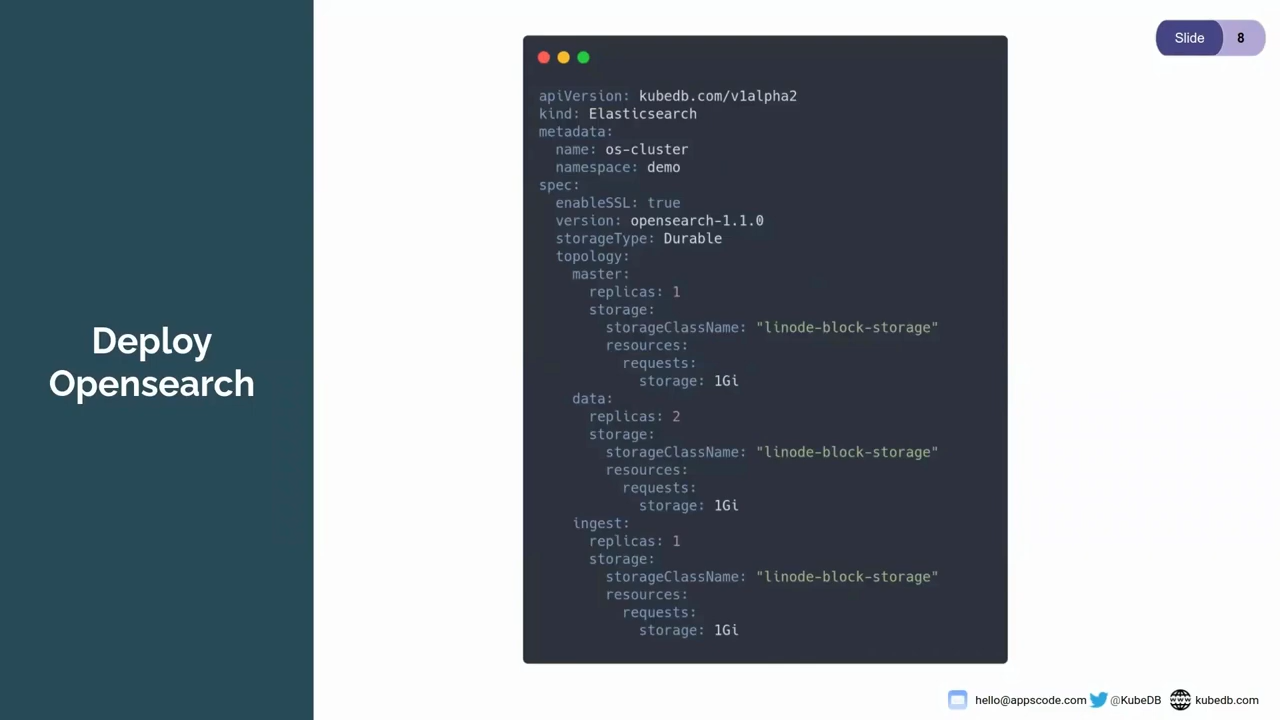 Slide 8
Deploy
Opensearch
apiVersion: kubedb.com/v1alpha2
kind: Elasticsearch
metadata:
  name: os-cluster
  namespace: demo
spec:
  enableSSL: true
  version: opensearch-1.1.0
  storageType: Durable
  topology:
    master:
      replicas: 1
      storage:
        storageClassName: "linode-block-storage"
        resources:
          requests:
            storage: 1Gi
    data:
      replicas: 2
      storage:
        storageClassName: "linode-block-storage"
        resources:
          requests:
            storage: 1Gi
    ingest:
      replicas: 1
      storage:
        storageClassName: "linode-block-storage"
        resources:
          requests:
            storage: 1Gi
hello@appscode.com @KubeDB kubedb.com